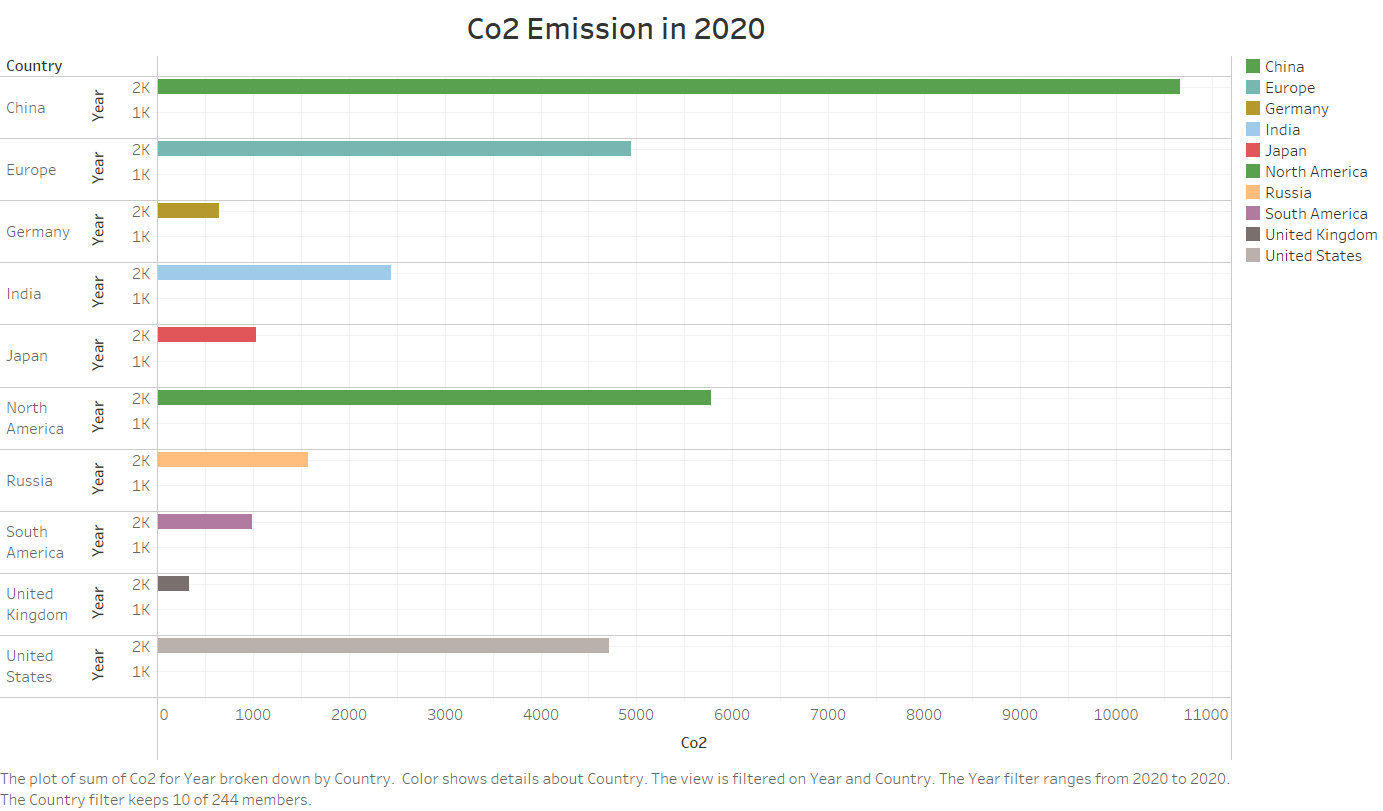 Co2 Emission in 2020
Country
China
Year
2K
1K
Europe
Year
2K
1K
Germany
Year
2K
1K
India
Year
2K
1K
Japan
Year
2K
1K
North
America
Year
2K
1K
Russia
Year
2K
1K
South
America
Year
2K
1K
United
Kingdom
Year
2K
1K
United
States
Year
2K
1K
0 1000 2000 3000 4000 5000 6000 7000 8000 9000 10000 11000
Co2
China
Europe
Germany
India
Japan
North America
Russia
South America
United Kingdom
United States
The plot of sum of Co2 for Year broken down by Country. Color shows details about Country. The view is filtered on Year and Country. The Year filter ranges from 2020 to 2020.
The Country filter keeps 10 of 244 members.